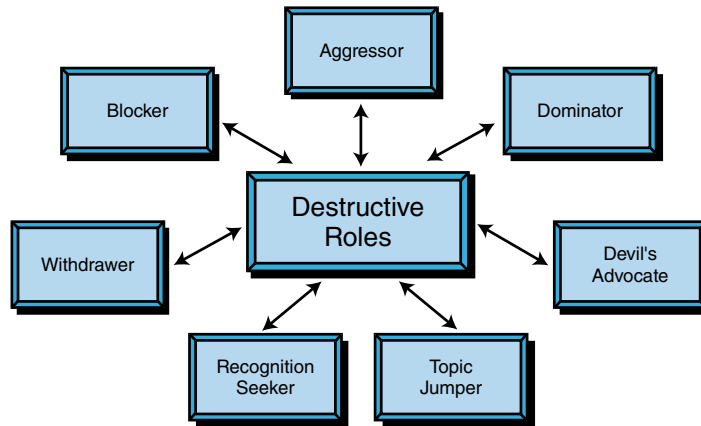 Aggressor
Blocker
Dominator
Destructive
Roles
Withdrawer
Devil's
Advocate
Recognition
Seeker
Topic
Jumper